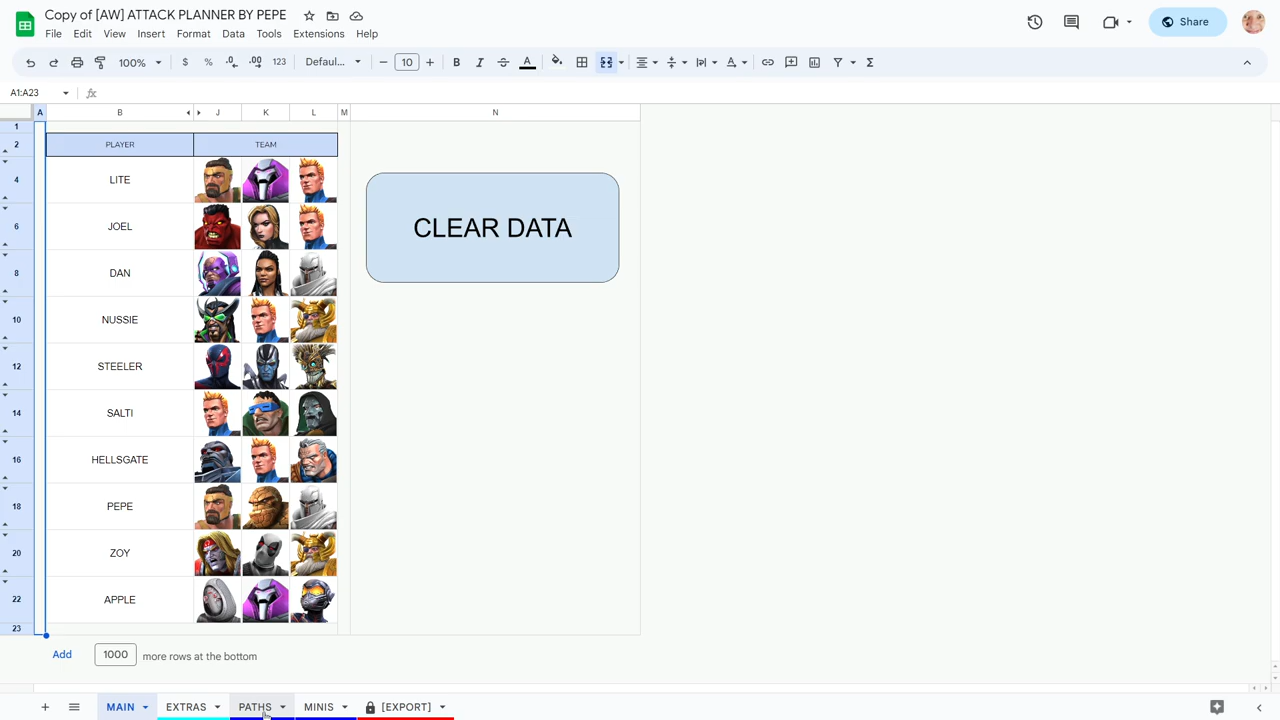 Copy of [AW] ATTACK PLANNER BY PEPE
File Edit View Insert Format Data Tools Extensions Help
Share
100% $ % .0 .00 123 Defaul... 10 B I S A
A1:A23 fx
A B J K L M N
1
2 PLAYER TEAM
4 LITE
6 JOEL
8 DAN
10 NUSSIE
12 STEELER
14 SALTI
16 HELLSGATE
18 PEPE
20 ZOY
22 APPLE
23
CLEAR DATA
Add 1000 more rows at the bottom
MAIN EXTRAS PATHS MINIS [EXPORT]